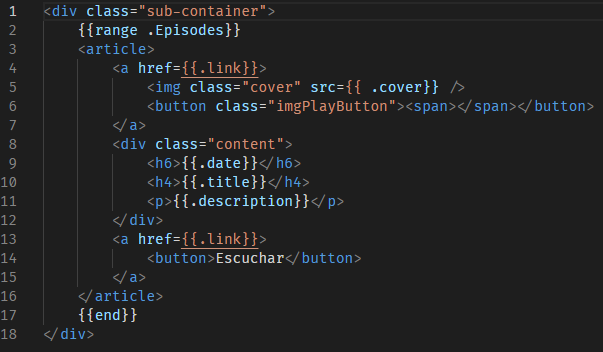 1 <div class="sub-container">
2 {{range .Episodes}}
3 <article>
4 <a href={{.link}}>
5 <img class="cover" src={{ .cover}} />
6 <button class="imgPlayButton"><span></span></button>
7 </a>
8 <div class="content">
9 <h6>{{.date}}</h6>
10 <h4>{{.title}}</h4>
11 <p>{{.description}}</p>
12 </div>
13 <a href={{.link}}>
14 <button>Escuchar</button>
15 </a>
16 </article>
17 {{end}}
18 </div>